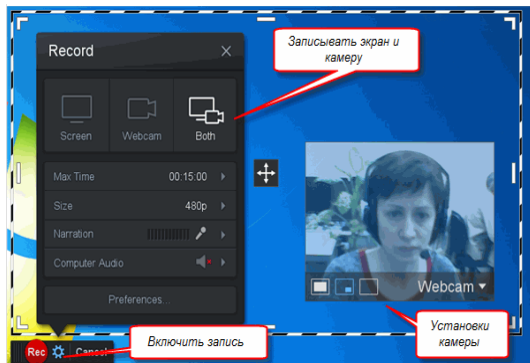 Record
Записывать экран и
камеру
Screen
Webcam
Both
Max Time
00:15:00
Size
480p
Narration
Computer Audio
Preferences...
Webcam
Установки
камеры
Включить запись
Rec
Cancel